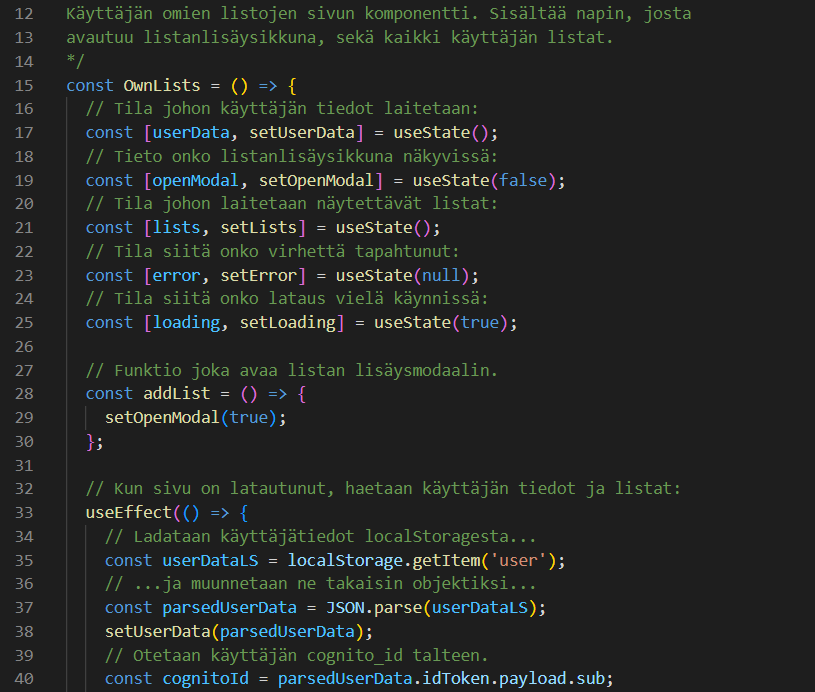 12 Käyttäjän omien listojen sivun komponentti. Sisältää napin, josta
13 avautuu listanlisäysikkuna, sekä kaikki käyttäjän listat.
14 */
15 const OwnLists = () => {
16 // Tila johon käyttäjän tiedot laitetaan:
17 const [userData, setUserData] = useState();
18 // Tieto onko listanlisäysikkuna näkyvissä:
19 const [openModal, setOpenModal] = useState(false);
20 // Tila johon laitetaan näytettävät listat:
21 const [lists, setLists] = useState();
22 // Tila siitä onko virhettä tapahtunut:
23 const [error, setError] = useState(null);
24 // Tila siitä onko lataus vielä käynnissä:
25 const [loading, setLoading] = useState(true);
26
27 // Funktio joka avaa listan lisäysmodaalin.
28 const addList = () => {
29 setOpenModal(true);
30 };
31
32 // Kun sivu on latautunut, haetaan käyttäjän tiedot ja listat:
33 useEffect(() => {
34 // Ladataan käyttäjätiedot localStoragesta...
35 const userDataLS = localStorage.getItem('user');
36 // ...ja muunnetaan ne takaisin objektiksi...
37 const parsedUserData = JSON.parse(userDataLS);
38 setUserData(parsedUserData);
39 // Otetaan käyttäjän cognito_id talteen.
40 const cognitoId = parsedUserData.idToken.payload.sub;